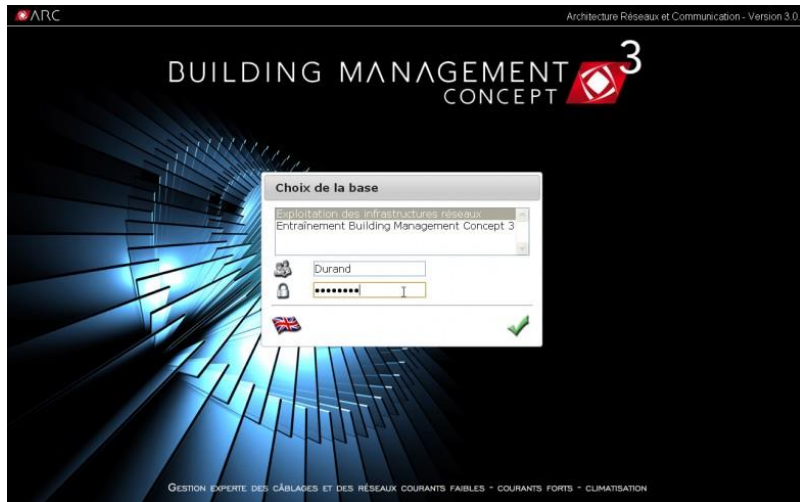 ARC
Architecture Réseaux et Communication - Version 3.0.
BUILDING MANAGEMENT
CONCEPT 3
Choix de la base
Exploitation des infrastructures réseaux
Entraînement Building Management Concept 3
Durand
••••••••
GESTION EXPERTE DES CÂBLAGES ET DES RÉSEAUX COURANTS FAIBLES - COURANTS FORTS - CLIMATISATION